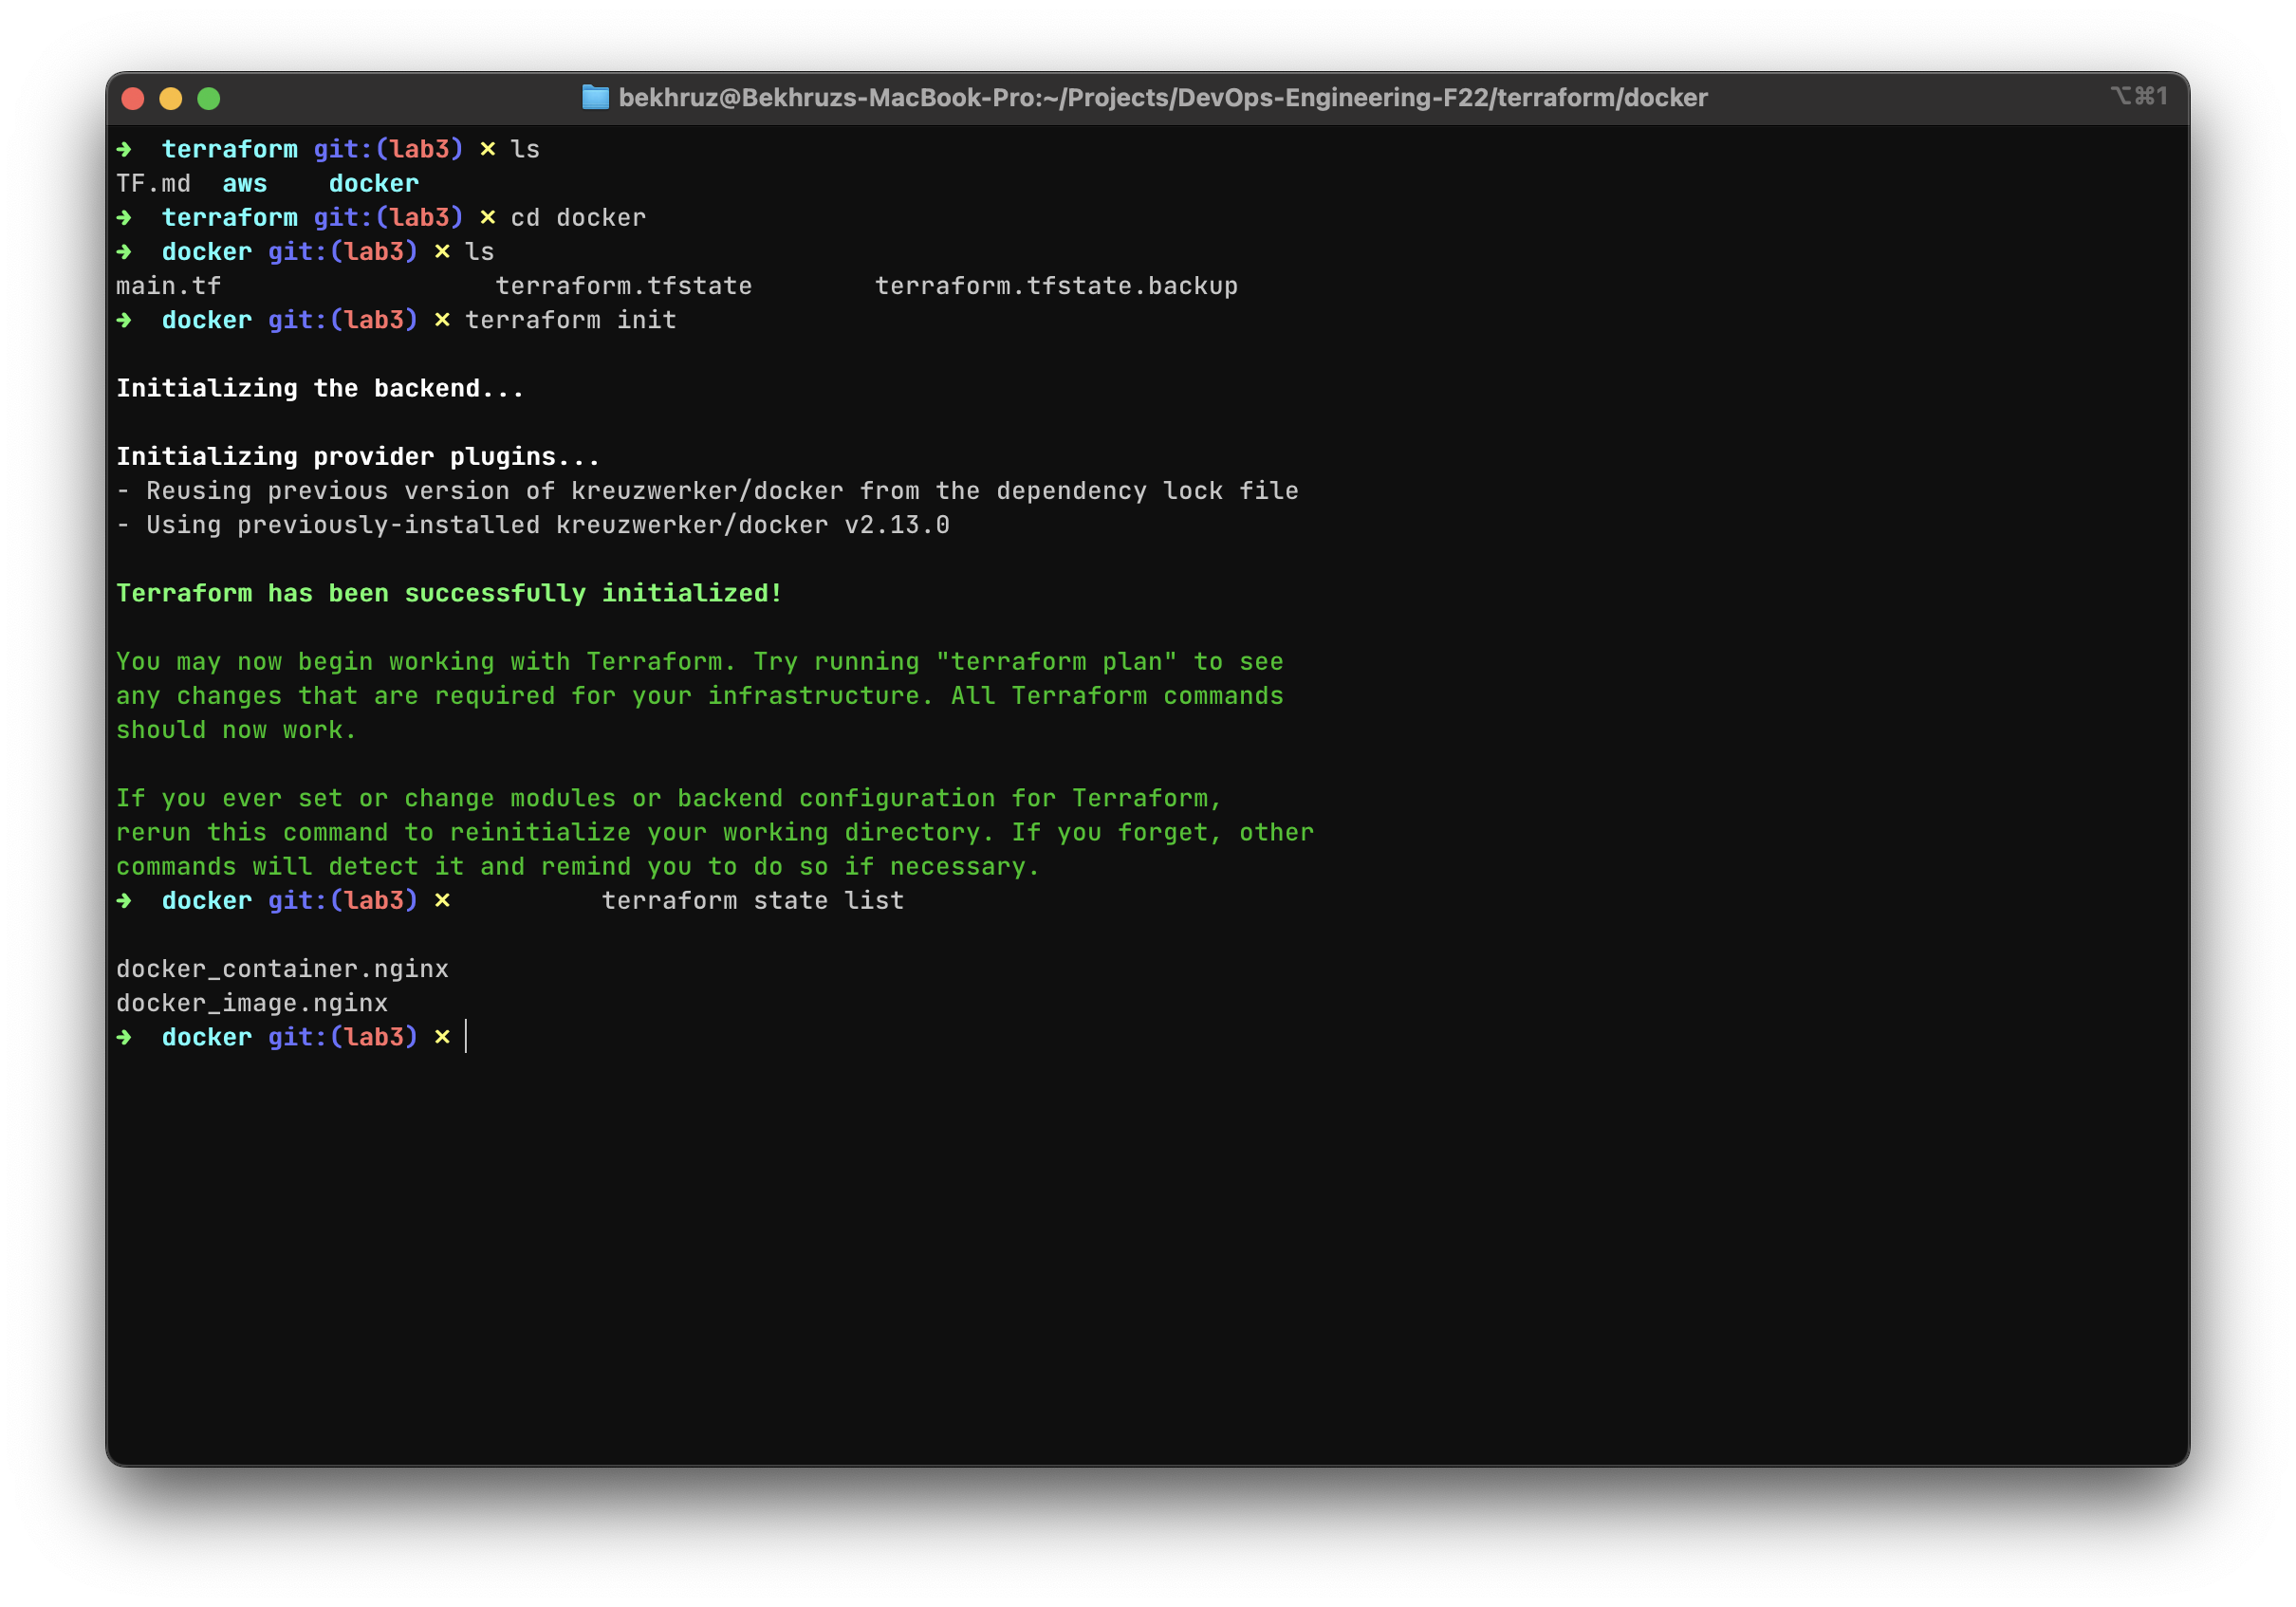 bekhruz@Bekhruzs-MacBook-Pro:~/Projects/DevOps-Engineering-F22/terraform/docker ⌥⌘1
➜  terraform git:(lab3) ✗ ls
TF.md  aws    docker
➜  terraform git:(lab3) ✗ cd docker
➜  docker git:(lab3) ✗ ls
main.tf                  terraform.tfstate        terraform.tfstate.backup
➜  docker git:(lab3) ✗ terraform init
Initializing the backend...
Initializing provider plugins...
- Reusing previous version of kreuzwerker/docker from the dependency lock file
- Using previously-installed kreuzwerker/docker v2.13.0
Terraform has been successfully initialized!
You may now begin working with Terraform. Try running "terraform plan" to see
any changes that are required for your infrastructure. All Terraform commands
should now work.
If you ever set or change modules or backend configuration for Terraform,
rerun this command to reinitialize your working directory. If you forget, other
commands will detect it and remind you to do so if necessary.
➜  docker git:(lab3) ✗          terraform state list
docker_container.nginx
docker_image.nginx
➜  docker git:(lab3) ✗